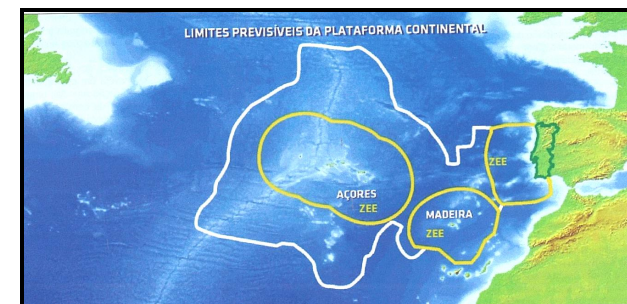 LIMITES PREVISÍVEIS DA PLATAFORMA CONTINENTAL
ZEE
AÇORES
ZEE
MADEIRA
ZEE